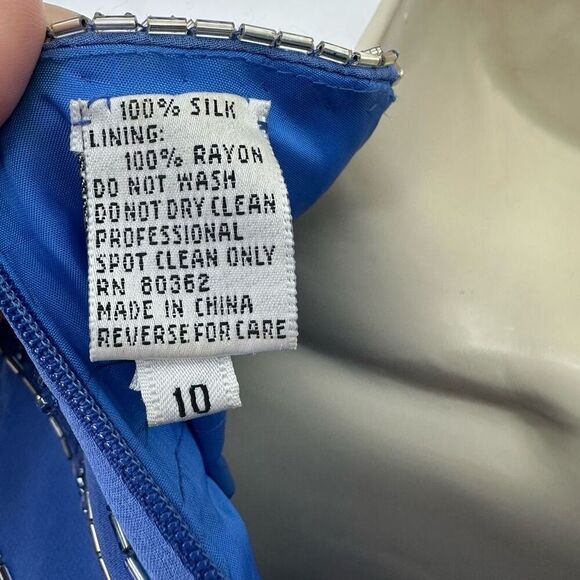 100% SILK
LINING:
100% RAYON
DO NOT WASH
DO NOT DRY CLEAN
PROFESSIONAL
SPOT CLEAN ONLY
RN 80362
MADE IN CHINA
REVERSE FOR CARE
10